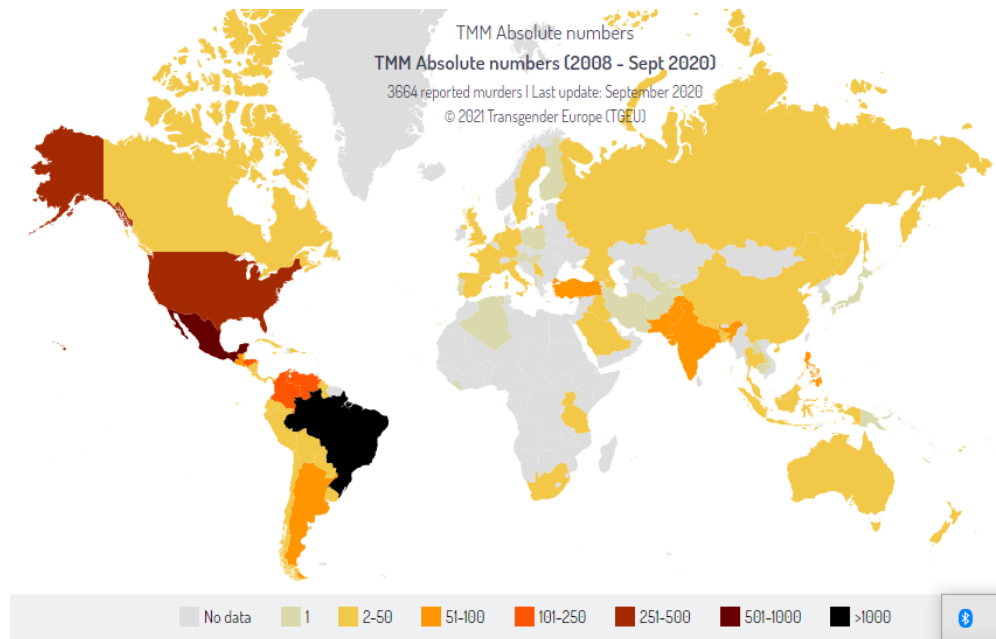 TMM Absolute numbers
TMM Absolute numbers (2008 - Sept 2020)
3664 reported murders | Last update: September 2020
© 2021 Transgender Europe (TGEU)
No data 1 2-50 51-100 101-250 251-500 501-1000 >1000